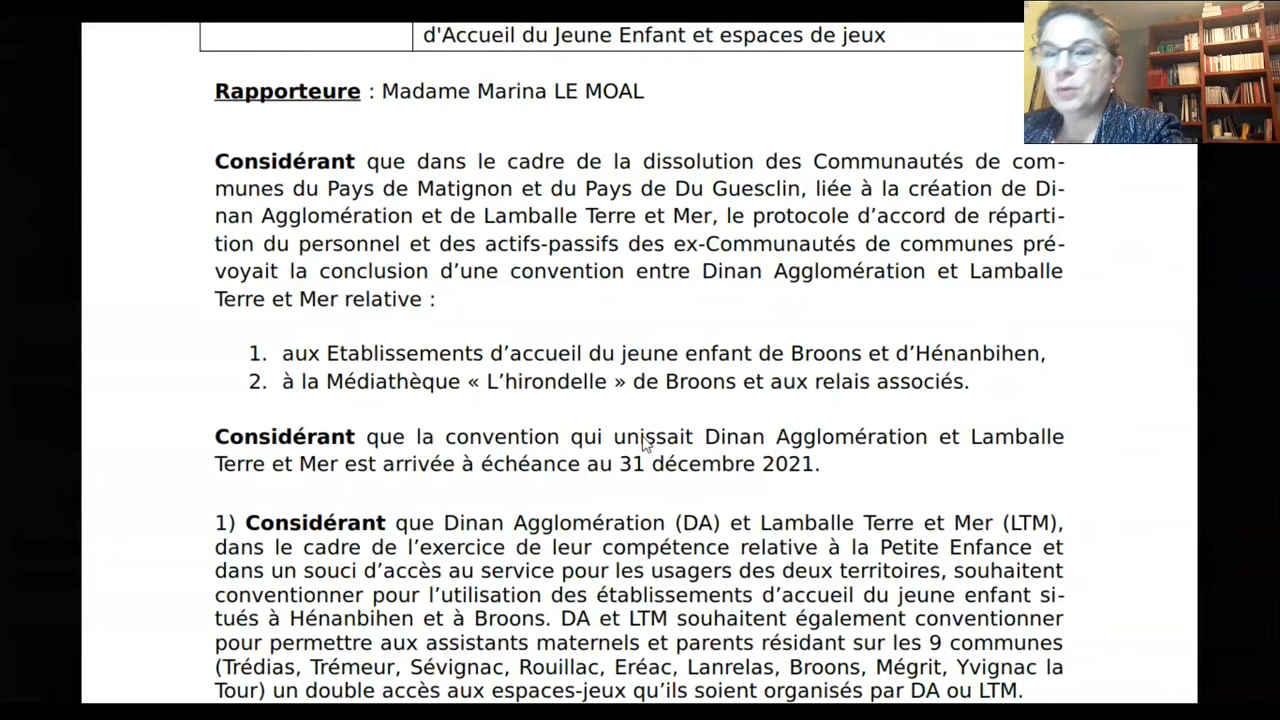 d'Accueil du Jeune Enfant et espaces de jeux
Rapporteure : Madame Marina LE MOAL
Considérant que dans le cadre de la dissolution des Communautés de com-
munes du Pays de Matignon et du Pays de Du Guesclin, liée à la création de Di-
nan Agglomération et de Lamballe Terre et Mer, le protocole d’accord de réparti-
tion du personnel et des actifs-passifs des ex-Communautés de communes pré-
voyait la conclusion d’une convention entre Dinan Agglomération et Lamballe
Terre et Mer relative :
1. aux Etablissements d’accueil du jeune enfant de Broons et d’Hénanbihen,
2. à la Médiathèque « L’hirondelle » de Broons et aux relais associés.
Considérant que la convention qui unissait Dinan Agglomération et Lamballe
Terre et Mer est arrivée à échéance au 31 décembre 2021.
1) Considérant que Dinan Agglomération (DA) et Lamballe Terre et Mer (LTM),
dans le cadre de l’exercice de leur compétence relative à la Petite Enfance et
dans un souci d’accès au service pour les usagers des deux territoires, souhaitent
conventionner pour l’utilisation des établissements d’accueil du jeune enfant si-
tués à Hénanbihen et à Broons. DA et LTM souhaitent également conventionner
pour permettre aux assistants maternels et parents résidant sur les 9 communes
(Trédias, Trémeur, Sévignac, Rouillac, Eréac, Lanrelas, Broons, Mégrit, Yvignac la
Tour) un double accès aux espaces-jeux qu’ils soient organisés par DA ou LTM.